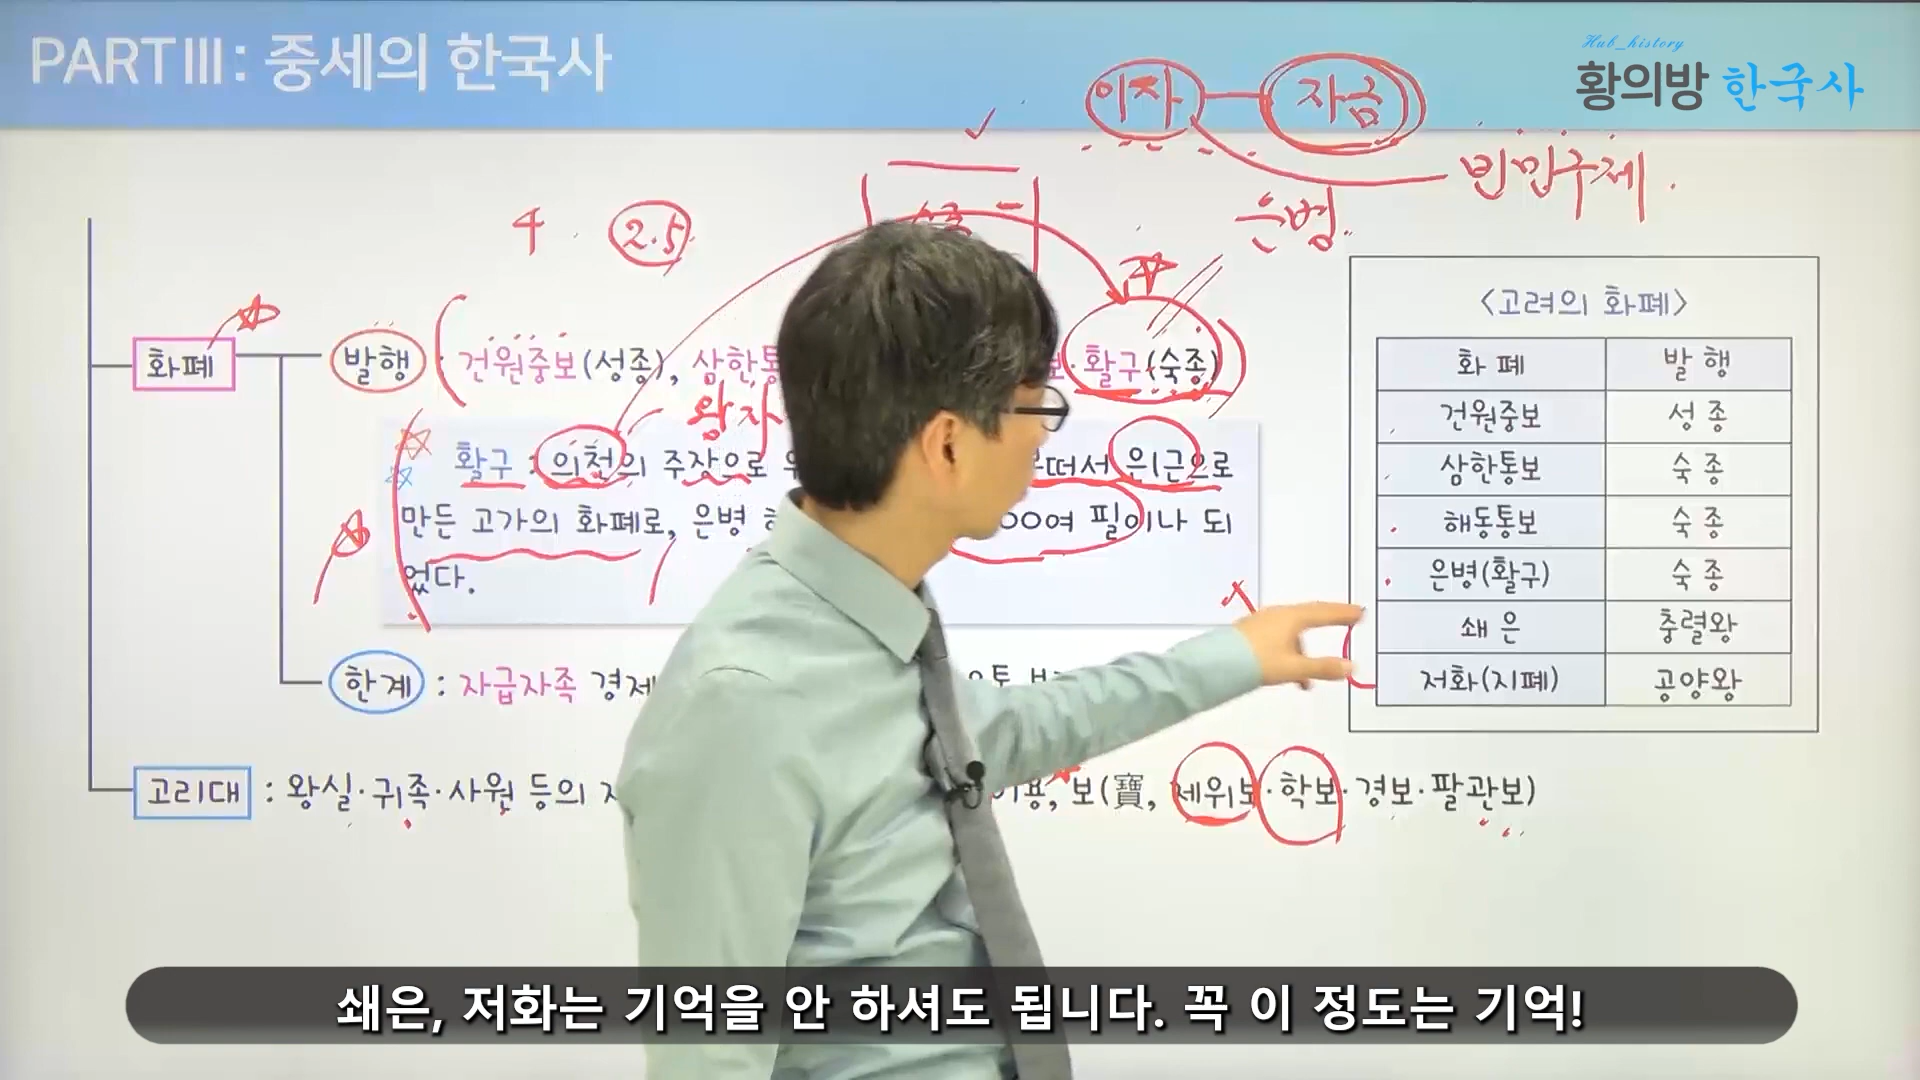 PARTⅢ: 중세의 한국사
Hub_history
황의방 한국사
이자 자금
빈민구제
은병
4 2.5
화폐
발행 : 건원중보(성종), 삼한통 보·활구(숙종)
왕자
활구 : 의천의 주장으로 우 본떠서 은1근으로
만든 고가의 화폐로, 은병 하 00여 필이나 되
었다.
한계 : 자급자족 경제
고리대 : 왕실·귀족·사원 등의 이용, 보(寶, 제위보·학보·경보·팔관보)
<고려의 화폐>
화 폐 발 행
건원중보 성 종
삼한통보 숙 종
해동통보 숙 종
은병(활구) 숙 종
쇄 은 충렬왕
저화(지폐) 공양왕
쇄은, 저화는 기억을 안 하셔도 됩니다. 꼭 이 정도는 기억!